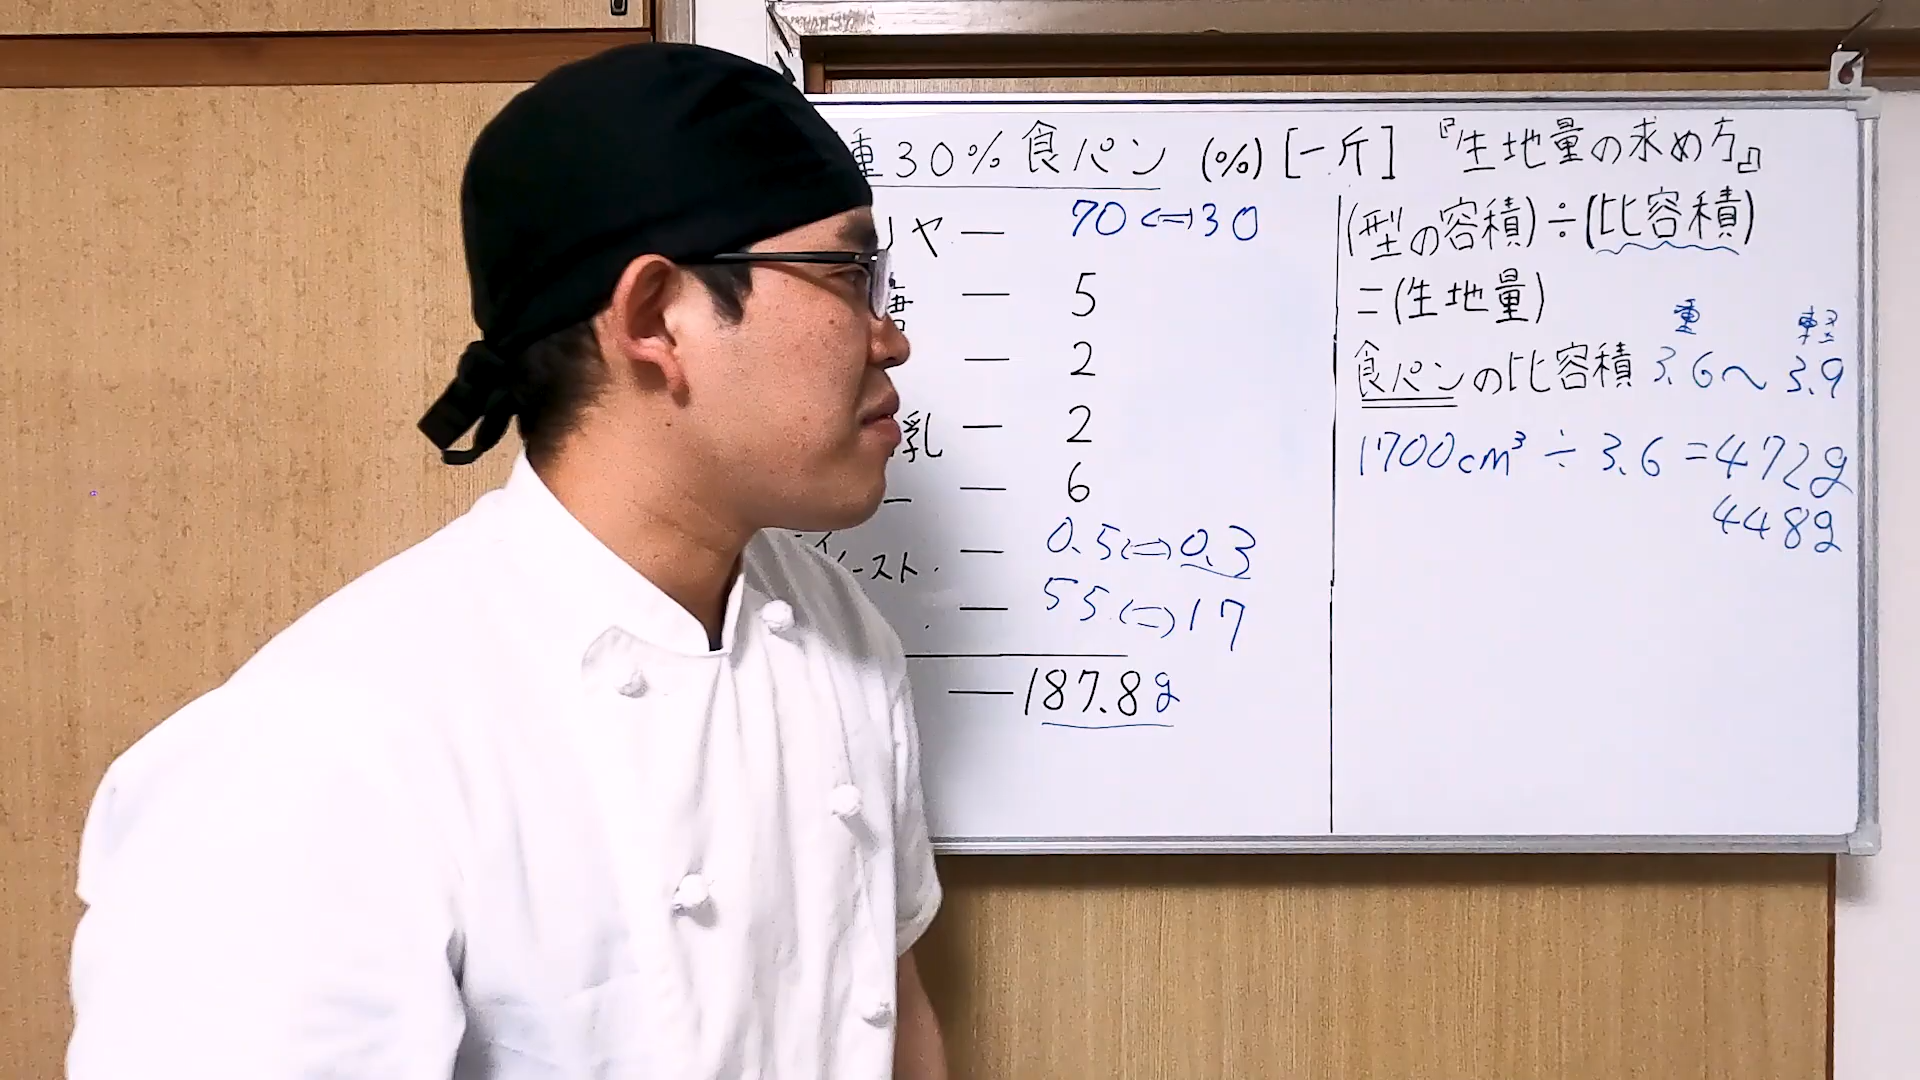 種30%食パン (%) [一斤]
リヤ — 70 ⇔ 30
糖 — 5
— 2
乳 — 2
ー — 6
イースト. — 0.5 ⇔ 0.3
. — 55 ⇔ 17
— 187.8g
『生地量の求め方』
(型の容積)÷(比容積)
=(生地量)
重 軽
食パンの比容積 3.6〜3.9
1700cm³ ÷ 3.6 = 472g
448g